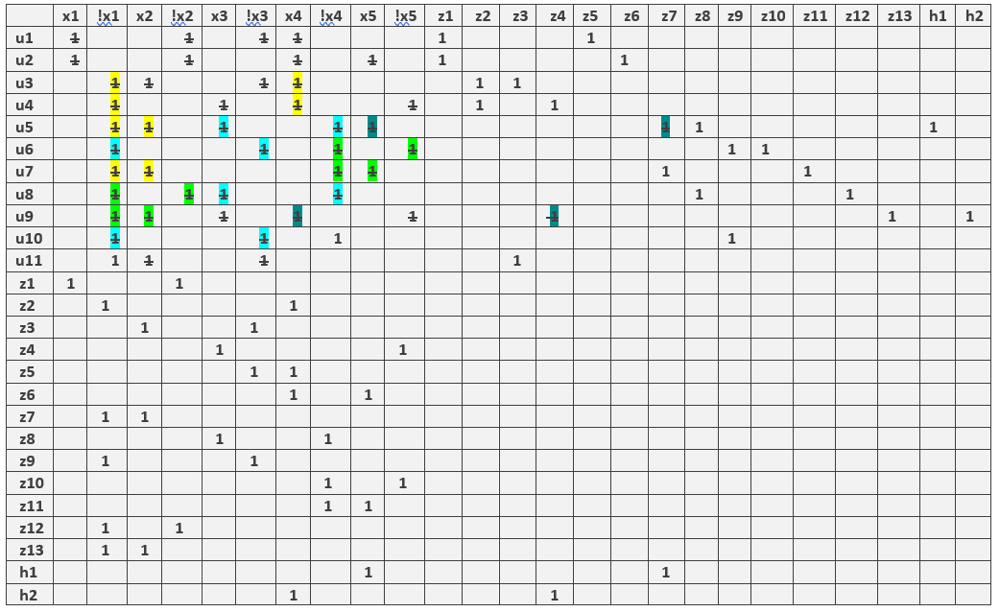 x1 !x1 x2 !x2 x3 !x3 x4 !x4 x5 !x5 z1 z2 z3 z4 z5 z6 z7 z8 z9 z10 z11 z12 z13 h1 h2
u1 1 1 1 1 1 1
u2 1 1 1 1 1 1
u3 1 1 1 1 1 1
u4 1 1 1 1 1 1
u5 1 1 1 1 1 1 1 1
u6 1 1 1 1 1 1
u7 1 1 1 1 1 1
u8 1 1 1 1 1 1
u9 1 1 1 1 1 1 1 1
u10 1 1 1 1
u11 1 1 1 1
z1 1 1
z2 1 1
z3 1 1
z4 1 1
z5 1 1
z6 1 1
z7 1 1
z8 1 1
z9 1 1
z10 1 1
z11 1 1
z12 1 1
z13 1 1
h1 1 1
h2 1 1